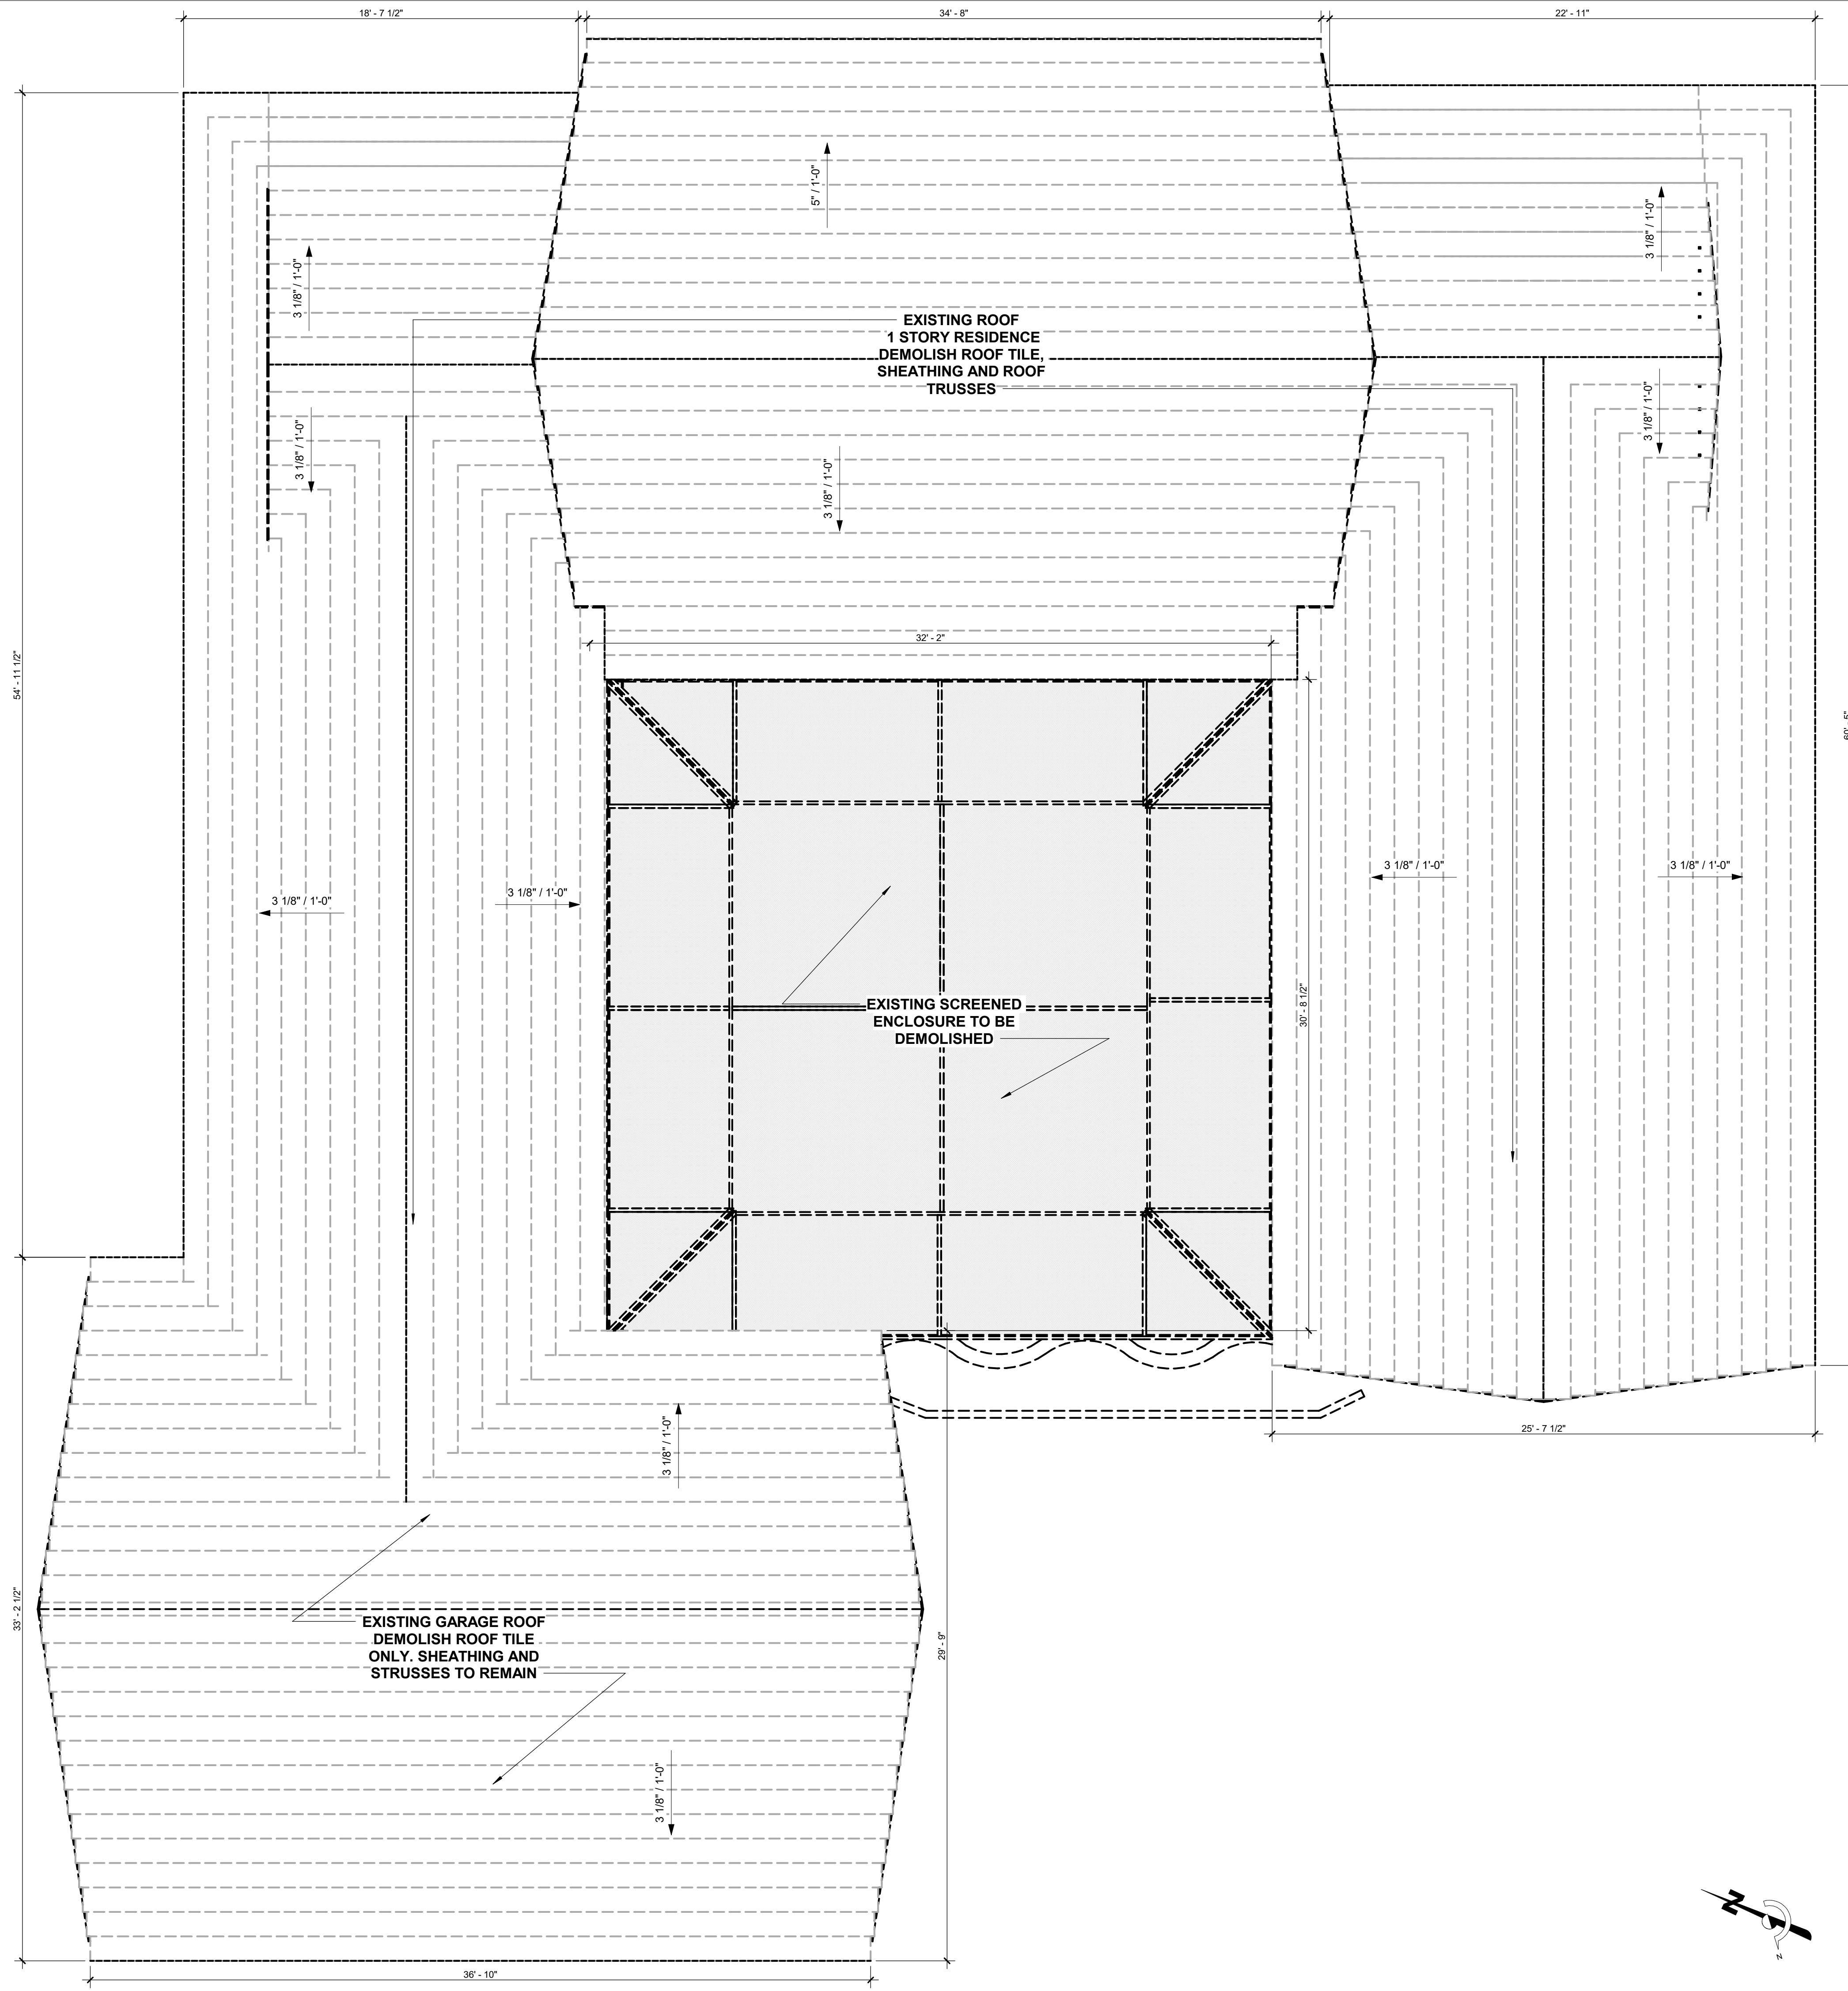 18' - 7 1/2"
34' - 8"
22' - 11"
5" / 1'-0"
3 1/8" / 1'-0"
3 1/8" / 1'-0"
EXISTING ROOF
1 STORY RESIDENCE
DEMOLISH ROOF TILE,
SHEATHING AND ROOF
TRUSSES
3 1/8" / 1'-0"
3 1/8" / 1'-0"
3 1/8" / 1'-0"
32' - 2"
54' - 11 1/2"
60' - 5"
3 1/8" / 1'-0"
3 1/8" / 1'-0"
3 1/8" / 1'-0"
3 1/8" / 1'-0"
EXISTING SCREENED
ENCLOSURE TO BE
DEMOLISHED
30' - 8 1/2"
25' - 7 1/2"
3 1/8" / 1'-0"
33' - 2 1/2"
EXISTING GARAGE ROOF
DEMOLISH ROOF TILE
ONLY. SHEATHING AND
STRUSSES TO REMAIN
29' - 9"
3 1/8" / 1'-0"
36' - 10"
N
N